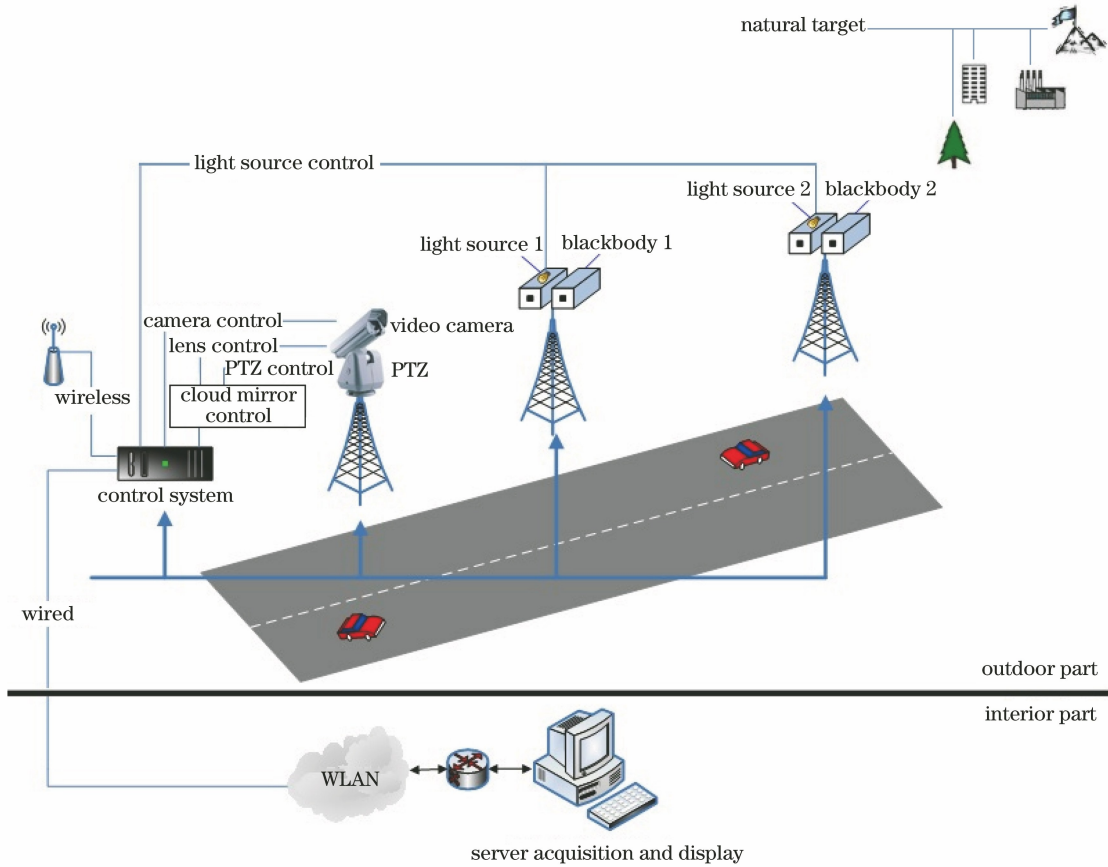 natural target
light source control
light source 2
blackbody 2
light source 1
blackbody 1
camera control
video camera
lens control
PTZ control
PTZ
wireless
cloud mirror
control
control system
wired
outdoor part
interior part
WLAN
server acquisition and display